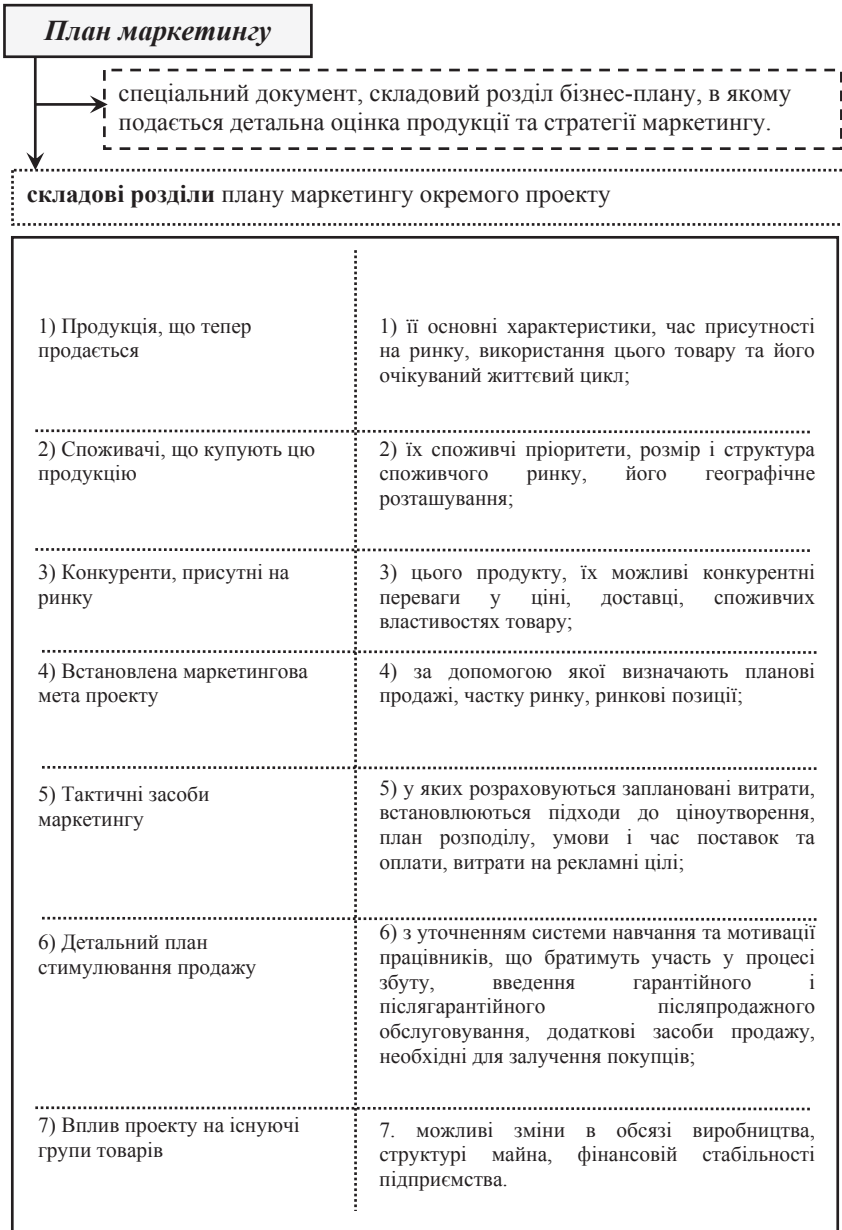 План маркетингу
спеціальний документ, складовий розділ бізнес-плану, в якому
подається детальна оцінка продукції та стратегії маркетингу.
складові розділи плану маркетингу окремого проекту
1) Продукція, що тепер
продається
1) її основні характеристики, час присутності
на ринку, використання цього товару та його
очікуваний життєвий цикл;
2) Споживачі, що купують цю
продукцію
2) їх споживчі пріоритети, розмір і структура
споживчого ринку, його географічне
розташування;
3) Конкуренти, присутні на
ринку
3) цього продукту, їх можливі конкурентні
переваги у ціні, доставці, споживчих
властивостях товару;
4) Встановлена маркетингова
мета проекту
4) за допомогою якої визначають планові
продажі, частку ринку, ринкові позиції;
5) Тактичні засоби
маркетингу
5) у яких розраховуються заплановані витрати,
встановлюються підходи до ціноутворення,
план розподілу, умови і час поставок та
оплати, витрати на рекламні цілі;
6) Детальний план
стимулювання продажу
6) з уточненням системи навчання та мотивації
працівників, що братимуть участь у процесі
збуту, введення гарантійного і
післягарантійного післяпродажного
обслуговування, додаткові засоби продажу,
необхідні для залучення покупців;
7) Вплив проекту на існуючі
групи товарів
7. можливі зміни в обсязі виробництва,
структурі майна, фінансовій стабільності
підприємства.